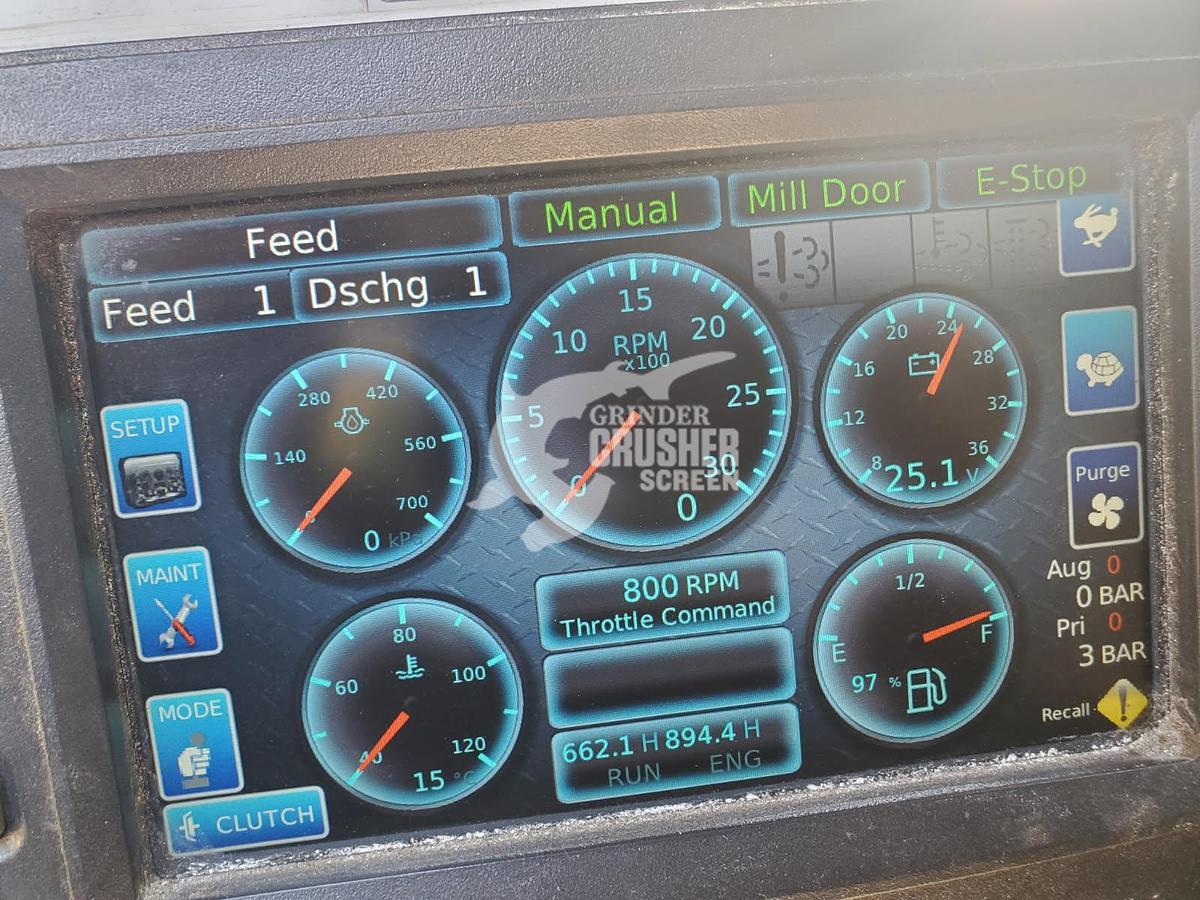 Feed
Manual
Mill Door
E-Stop
Feed 1
Dschg 1
SETUP
MAINT
MODE
CLUTCH
0 140 280 420 560 700
0 kPa
0 5 10 15 20 25 30
RPM
x100
0
8 12 16 20 24 28 32 36
25.1 V
40 60 80 100 120
15 °C
800 RPM
Throttle Command
662.1 H 894.4 H
RUN ENG
E 1/2 F
97 %
Purge
Aug 0
0 BAR
Pri 0
3 BAR
Recall
GRINDER
CRUSHER
SCREEN